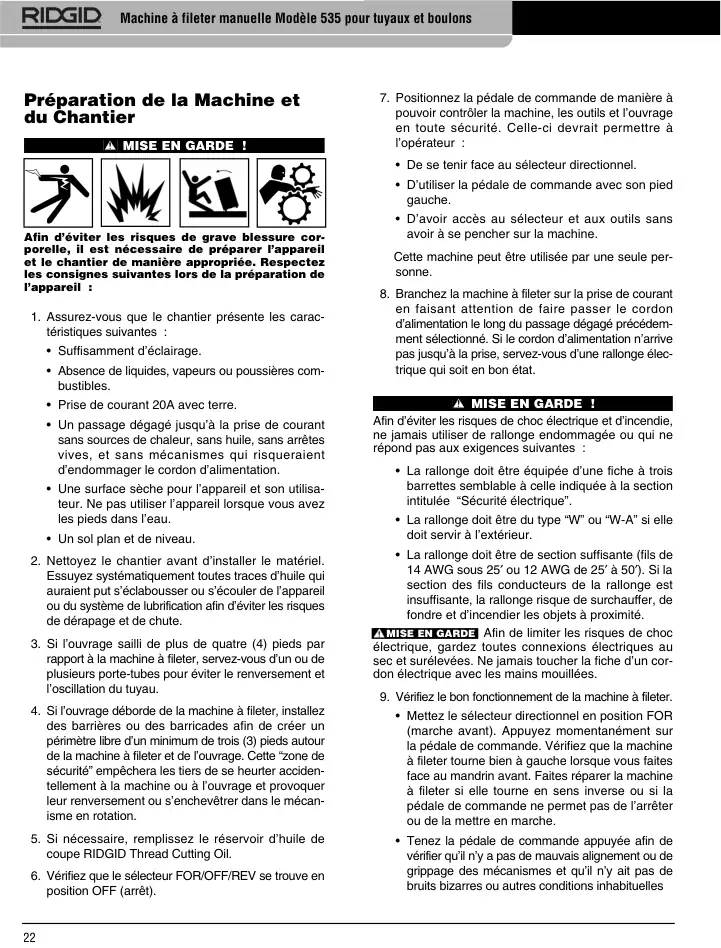 RIDGID
Machine à fileter manuelle Modèle 535 pour tuyaux et boulons
Préparation de la Machine et
du Chantier
MISE EN GARDE !
Afin d’éviter les risques de grave blessure cor-
porelle, il est nécessaire de préparer l’appareil
et le chantier de manière appropriée. Respectez
les consignes suivantes lors de la préparation de
l’appareil :
1. Assurez-vous que le chantier présente les carac-
téristiques suivantes :
• Suffisamment d’éclairage.
• Absence de liquides, vapeurs ou poussières com-
bustibles.
• Prise de courant 20A avec terre.
• Un passage dégagé jusqu’à la prise de courant
sans sources de chaleur, sans huile, sans arrêtes
vives, et sans mécanismes qui risqueraient
d’endommager le cordon d’alimentation.
• Une surface sèche pour l’appareil et son utilisa-
teur. Ne pas utiliser l’appareil lorsque vous avez
les pieds dans l’eau.
• Un sol plan et de niveau.
2. Nettoyez le chantier avant d’installer le matériel.
Essuyez systématiquement toutes traces d’huile qui
auraient put s’éclabousser ou s’écouler de l’appareil
ou du système de lubrification afin d’éviter les risques
de dérapage et de chute.
3. Si l’ouvrage sailli de plus de quatre (4) pieds par
rapport à la machine à fileter, servez-vous d’un ou de
plusieurs porte-tubes pour éviter le renversement et
l’oscillation du tuyau.
4. Si l’ouvrage déborde de la machine à fileter, installez
des barrières ou des barricades afin de créer un
périmètre libre d’un minimum de trois (3) pieds autour
de la machine à fileter et de l’ouvrage. Cette “zone de
sécurité” empêchera les tiers de se heurter acciden-
tellement à la machine ou à l’ouvrage et provoquer
leur renversement ou s’enchevêtrer dans le mécan-
isme en rotation.
5. Si nécessaire, remplissez le réservoir d’huile de
coupe RIDGID Thread Cutting Oil.
6. Vérifiez que le sélecteur FOR/OFF/REV se trouve en
position OFF (arrêt).
7. Positionnez la pédale de commande de manière à
pouvoir contrôler la machine, les outils et l’ouvrage
en toute sécurité. Celle-ci devrait permettre à
l’opérateur :
• De se tenir face au sélecteur directionnel.
• D’utiliser la pédale de commande avec son pied
gauche.
• D’avoir accès au sélecteur et aux outils sans
avoir à se pencher sur la machine.
Cette machine peut être utilisée par une seule per-
sonne.
8. Branchez la machine à fileter sur la prise de courant
en faisant attention de faire passer le cordon
d’alimentation le long du passage dégagé précédem-
ment sélectionné. Si le cordon d’alimentation n’arrive
pas jusqu’à la prise, servez-vous d’une rallonge élec-
trique qui soit en bon état.
MISE EN GARDE !
Afin d’éviter les risques de choc électrique et d’incendie,
ne jamais utiliser de rallonge endommagée ou qui ne
répond pas aux exigences suivantes :
• La rallonge doit être équipée d’une fiche à trois
barrettes semblable à celle indiquée à la section
intitulée “Sécurité électrique”.
• La rallonge doit être du type “W” ou “W-A” si elle
doit servir à l’extérieur.
• La rallonge doit être de section suffisante (fils de
14 AWG sous 25′ ou 12 AWG de 25′ à 50′). Si la
section des fils conducteurs de la rallonge est
insuffisante, la rallonge risque de surchauffer, de
fondre et d’incendier les objets à proximité.
MISE EN GARDE Afin de limiter les risques de choc
électrique, gardez toutes connexions électriques au
sec et surélevées. Ne jamais toucher la fiche d’un cor-
don électrique avec les mains mouillées.
9. Vérifiez le bon fonctionnement de la machine à fileter.
• Mettez le sélecteur directionnel en position FOR
(marche avant). Appuyez momentanément sur
la pédale de commande. Vérifiez que la machine
à fileter tourne bien à gauche lorsque vous faites
face au mandrin avant. Faites réparer la machine
à fileter si elle tourne en sens inverse ou si la
pédale de commande ne permet pas de l’arrêter
ou de la mettre en marche.
• Tenez la pédale de commande appuyée afin de
vérifier qu’il n’y a pas de mauvais alignement ou de
grippage des mécanismes et qu’il n’y ait pas de
bruits bizarres ou autres conditions inhabituelles
22